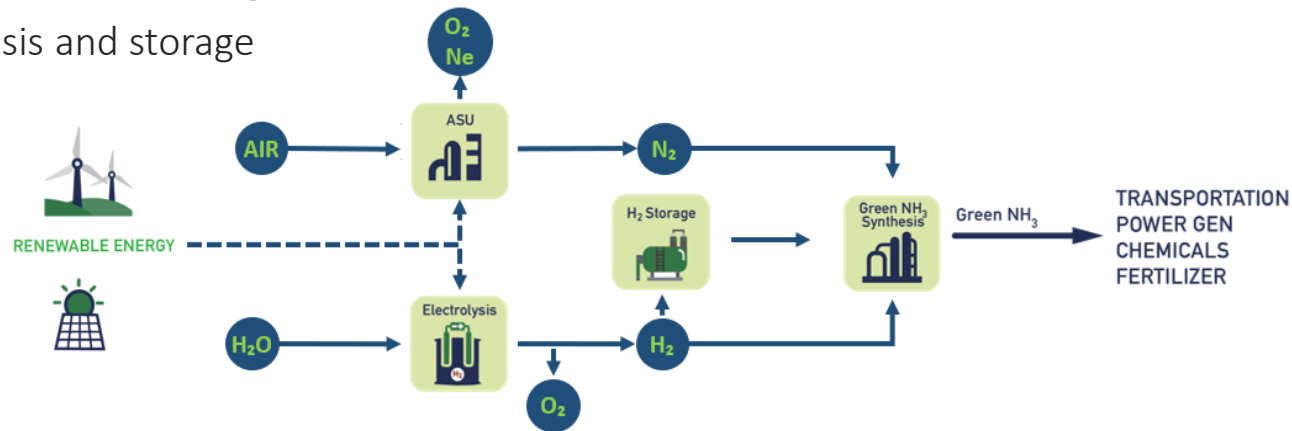 sis and storage
O₂
Ne
ASU
AIR
N₂
H₂ Storage
Green NH₃
Synthesis
Green NH₃
TRANSPORTATION
POWER GEN
CHEMICALS
FERTILIZER
RENEWABLE ENERGY
Electrolysis
H₂O
H₂
H₂
O₂